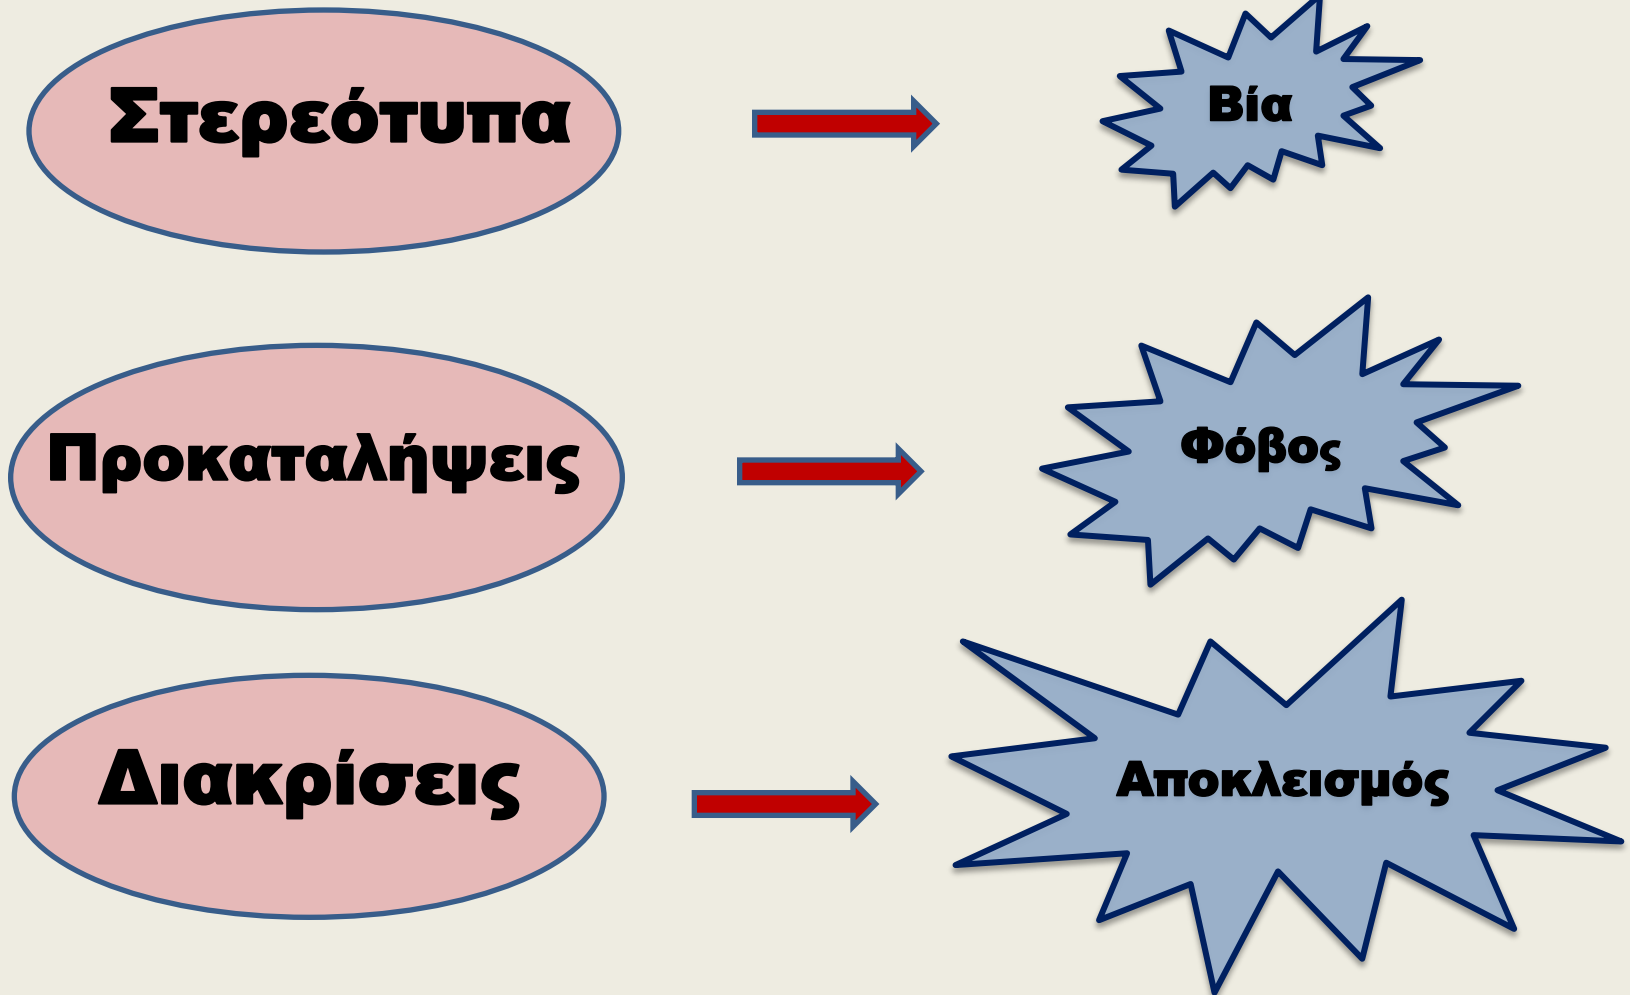 Στερεότυπα
Βία
Προκαταλήψεις
Φόβος
Διακρίσεις
Αποκλεισμός